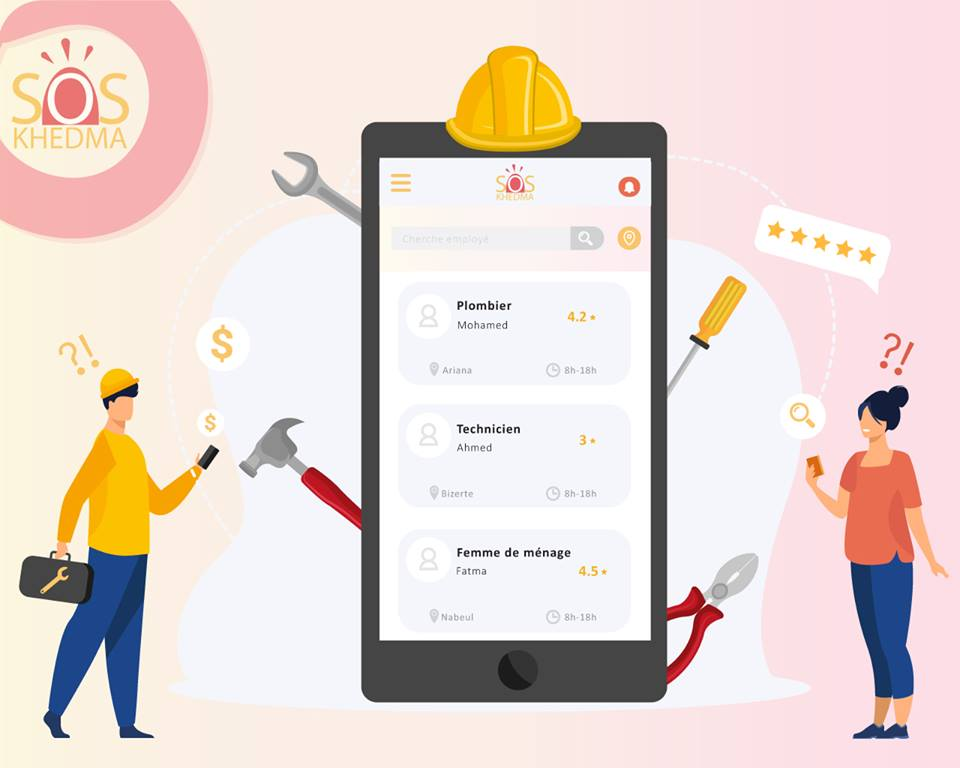 SOS
KHEDMA
SOS
KHEDMA
Cherche employé
Plombier
Mohamed
4.2
Ariana
8h-18h
Technicien
Ahmed
3
Bizerte
8h-18h
Femme de ménage
Fatma
4.5
Nabeul
8h-18h
$
$
?!
?!